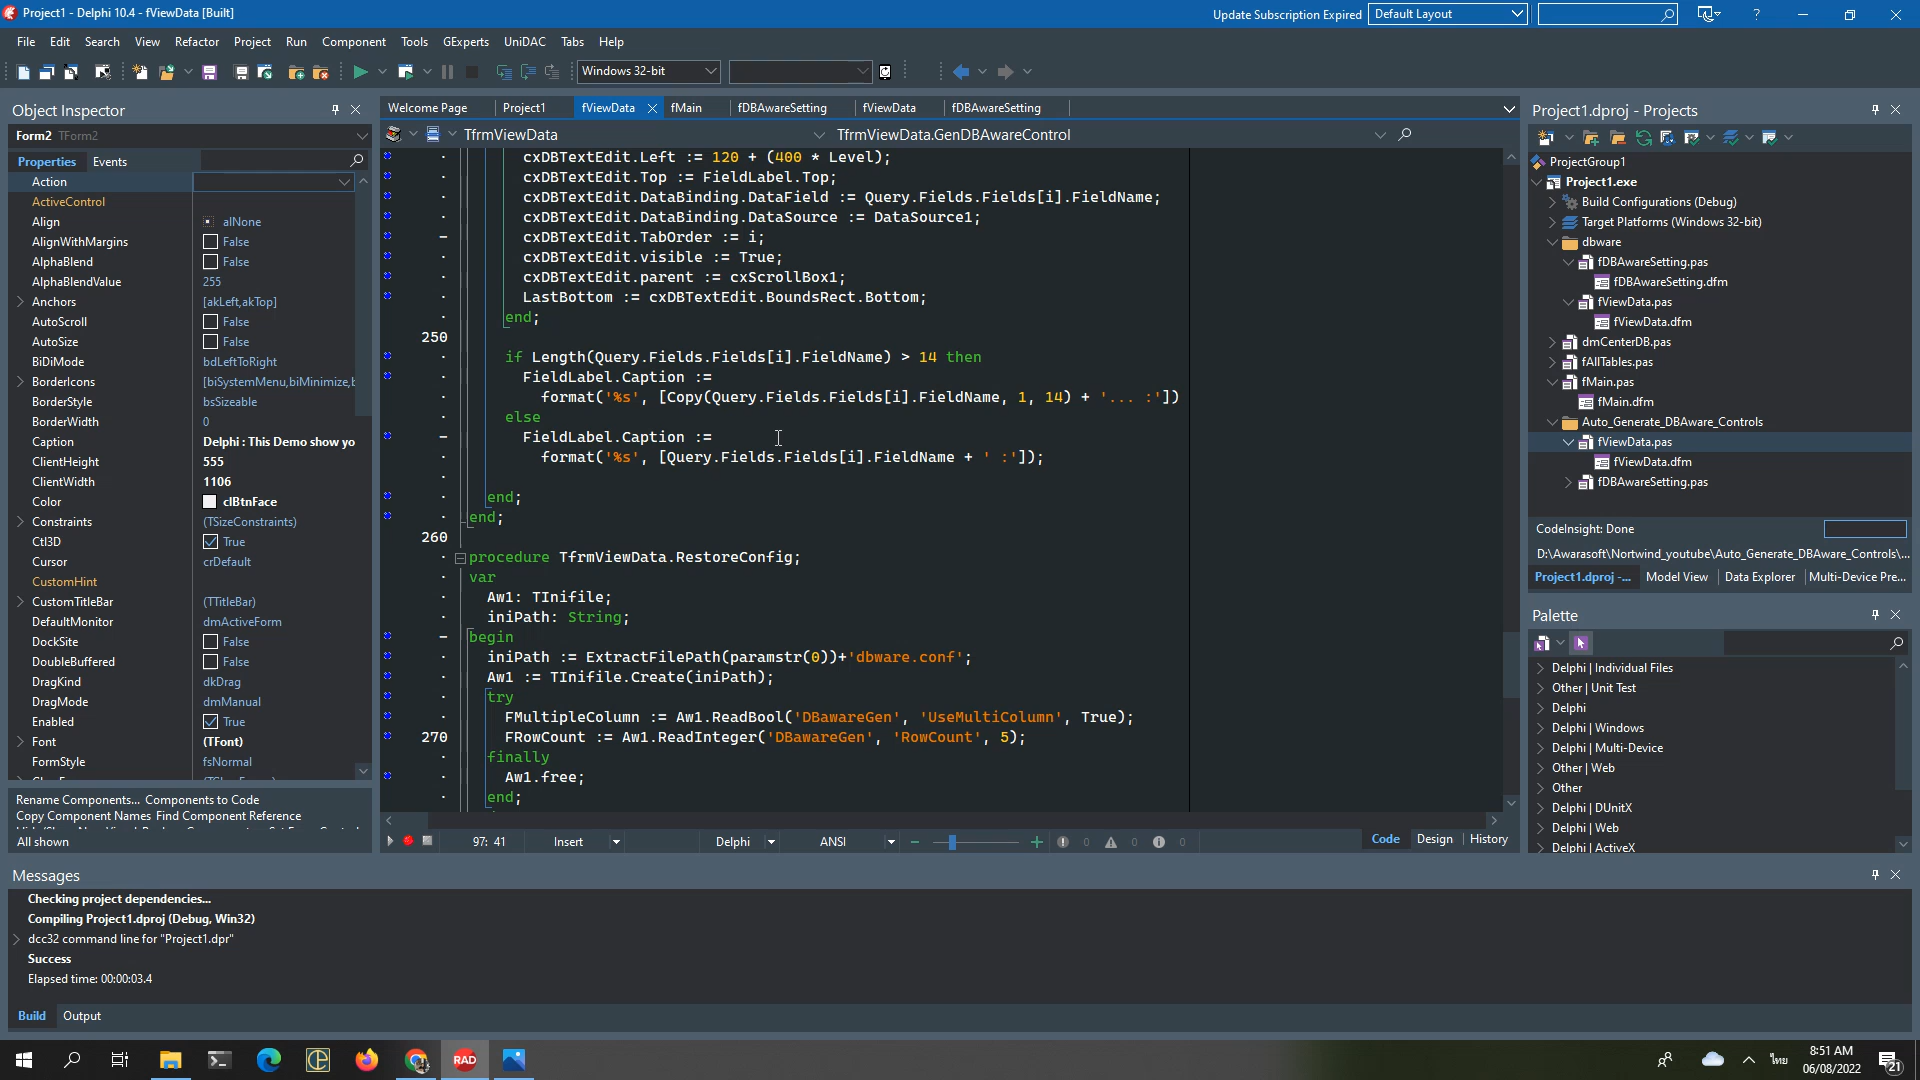 Project1 - Delphi 10.4 - fViewData [Built]
Update Subscription Expired
Default Layout
File Edit Search View Refactor Project Run Component Tools GExperts UniDAC Tabs Help
Windows 32-bit
Object Inspector
Form2 TForm2
Properties Events
Action
ActiveControl
Align alNone
AlignWithMargins False
AlphaBlend False
AlphaBlendValue 255
Anchors [akLeft,akTop]
AutoScroll False
AutoSize False
BiDiMode bdLeftToRight
BorderIcons [biSystemMenu,biMinimize,b
BorderStyle bsSizeable
BorderWidth 0
Caption Delphi : This Demo show yo
ClientHeight 555
ClientWidth 1106
Color clBtnFace
Constraints (TSizeConstraints)
Ctl3D True
Cursor crDefault
CustomHint
CustomTitleBar (TTitleBar)
DefaultMonitor dmActiveForm
DockSite False
DoubleBuffered False
DragKind dkDrag
DragMode dmManual
Enabled True
Font (TFont)
FormStyle fsNormal
Rename Components... Components to Code
Copy Component Names Find Component Reference
All shown
Welcome Page Project1 fViewData fMain fDBAwareSetting fViewData fDBAwareSetting
TfrmViewData TfrmViewData.GenDBAwareControl
cxDBTextEdit.Left := 120 + (400 * Level);
cxDBTextEdit.Top := FieldLabel.Top;
cxDBTextEdit.DataBinding.DataField := Query.Fields.Fields[i].FieldName;
cxDBTextEdit.DataBinding.DataSource := DataSource1;
cxDBTextEdit.TabOrder := i;
cxDBTextEdit.visible := True;
cxDBTextEdit.parent := cxScrollBox1;
LastBottom := cxDBTextEdit.BoundsRect.Bottom;
end;
250
if Length(Query.Fields.Fields[i].FieldName) > 14 then
FieldLabel.Caption :=
format('%s', [Copy(Query.Fields.Fields[i].FieldName, 1, 14) + '... :'])
else
FieldLabel.Caption :=
format('%s', [Query.Fields.Fields[i].FieldName + ' :']);
end;
end;
260
procedure TfrmViewData.RestoreConfig;
var
Aw1: TInifile;
iniPath: String;
begin
iniPath := ExtractFilePath(paramstr(0))+'dbware.conf';
Aw1 := TInifile.Create(iniPath);
try
FMultipleColumn := Aw1.ReadBool('DBawareGen', 'UseMultiColumn', True);
270 FRowCount := Aw1.ReadInteger('DBawareGen', 'RowCount', 5);
finally
Aw1.free;
end;
97: 41 Insert Delphi ANSI 0 0 0
Code Design History
Project1.dproj - Projects
ProjectGroup1
Project1.exe
Build Configurations (Debug)
Target Platforms (Windows 32-bit)
dbware
fDBAwareSetting.pas
fDBAwareSetting.dfm
fViewData.pas
fViewData.dfm
dmCenterDB.pas
fAllTables.pas
fMain.pas
fMain.dfm
Auto_Generate_DBAware_Controls
fViewData.pas
fViewData.dfm
fDBAwareSetting.pas
CodeInsight: Done
D:\Awarasoft\Nortwind_youtube\Auto_Generate_DBAware_Controls\...
Project1.dproj -... Model View Data Explorer Multi-Device Pre...
Palette
Delphi | Individual Files
Other | Unit Test
Delphi
Delphi | Windows
Delphi | Multi-Device
Other | Web
Other
Delphi | DUnitX
Delphi | Web
Delphi | ActiveX
Messages
Checking project dependencies...
Compiling Project1.dproj (Debug, Win32)
dcc32 command line for "Project1.dpr"
Success
Elapsed time: 00:00:03.4
Build Output
RAD
ไทย
8:51 AM
06/08/2022
21